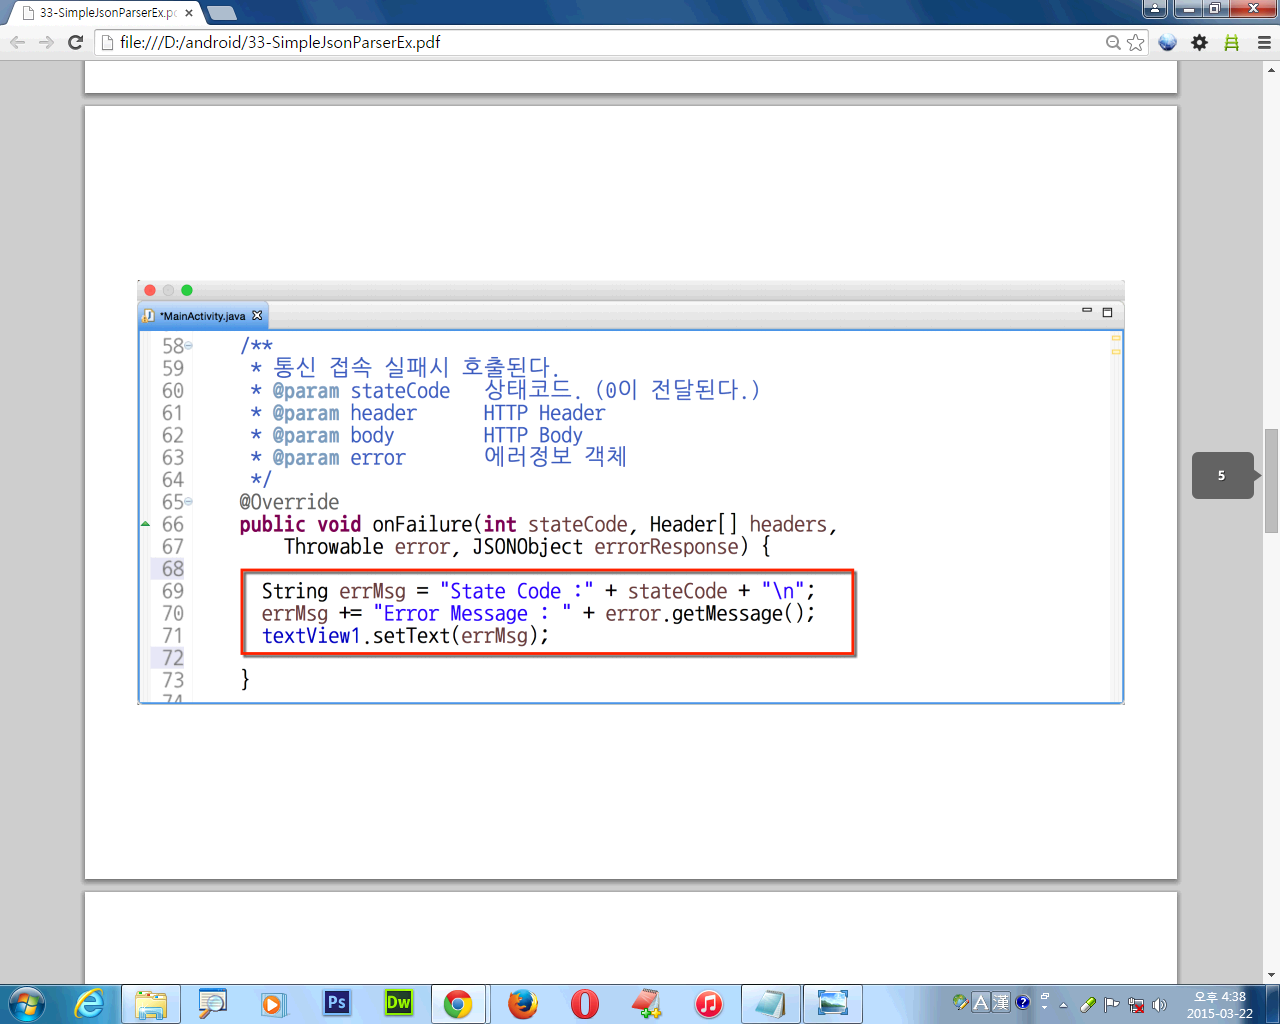 33-SimpleJsonParserEx.pc
file:///D:/android/33-SimpleJsonParserEx.pdf
*MainActivity.java
58 /**
59 * 통신 접속 실패시 호출된다.
60 * @param stateCode 상태코드. (0이 전달된다.)
61 * @param header HTTP Header
62 * @param body HTTP Body
63 * @param error 에러정보 객체
64 */
65 @Override
66 public void onFailure(int stateCode, Header[] headers,
67 Throwable error, JSONObject errorResponse) {
68
69 String errMsg = "State Code :" + stateCode + "\n";
70 errMsg += "Error Message : " + error.getMessage();
71 textView1.setText(errMsg);
72
73 }
74
5
Ps
Dw
A 漢
오후 4:38
2015-03-22